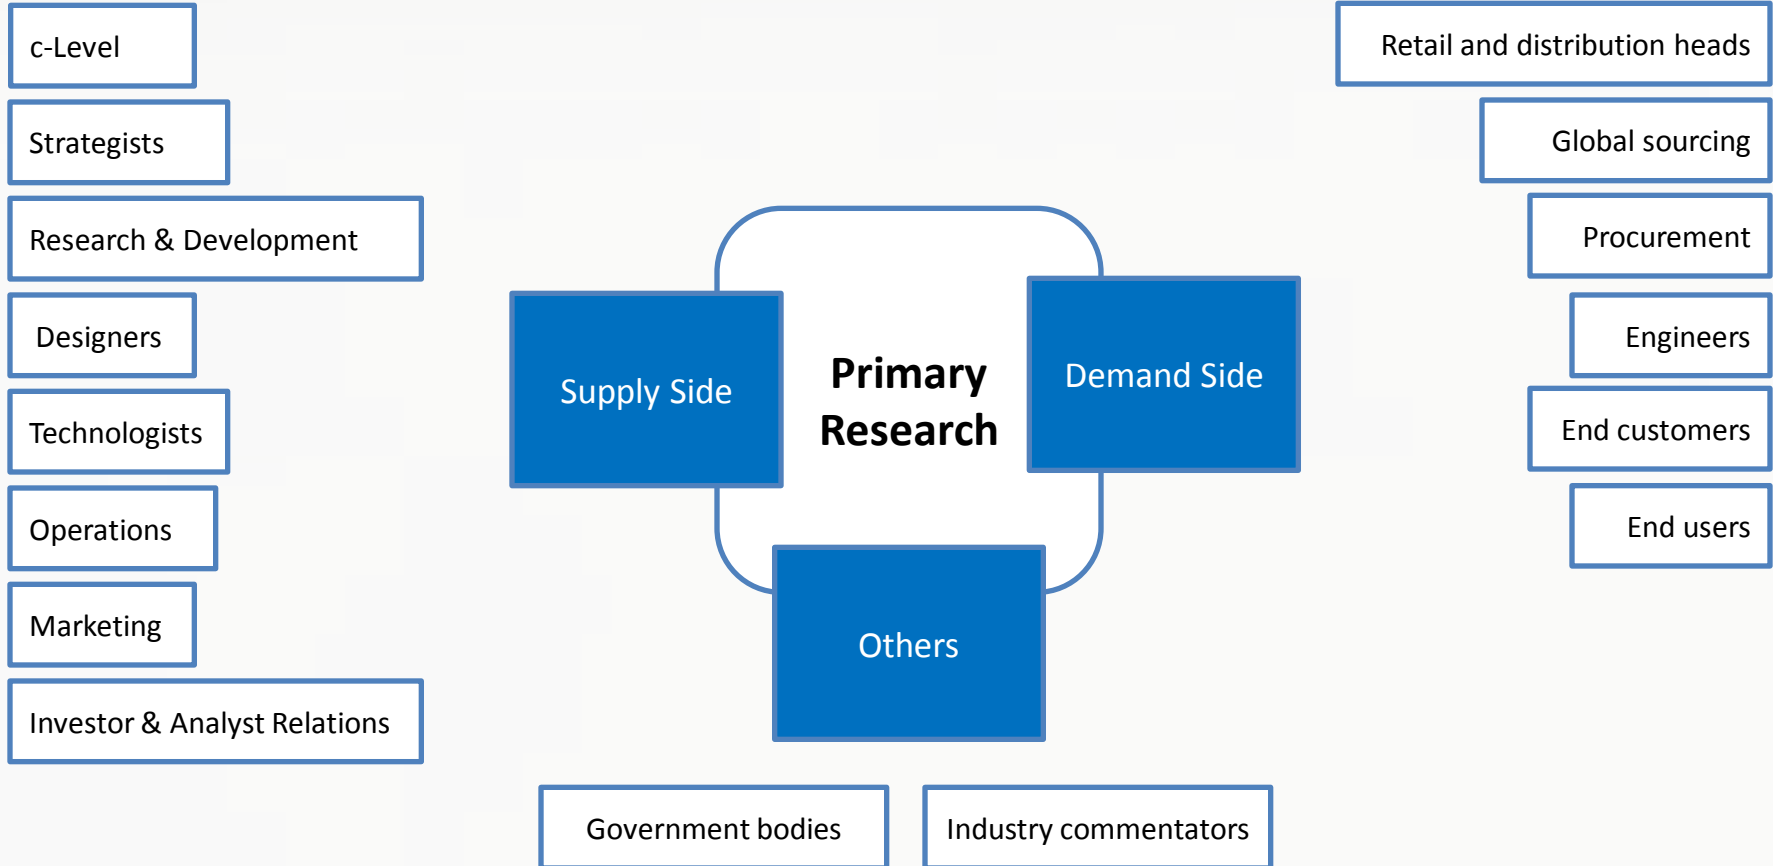 c-Level
Strategists
Research & Development
Designers
Technologists
Operations
Marketing
Investor & Analyst Relations
Supply Side
Primary
Research
Demand Side
Others
Government bodies
Industry commentators
Retail and distribution heads
Global sourcing
Procurement
Engineers
End customers
End users